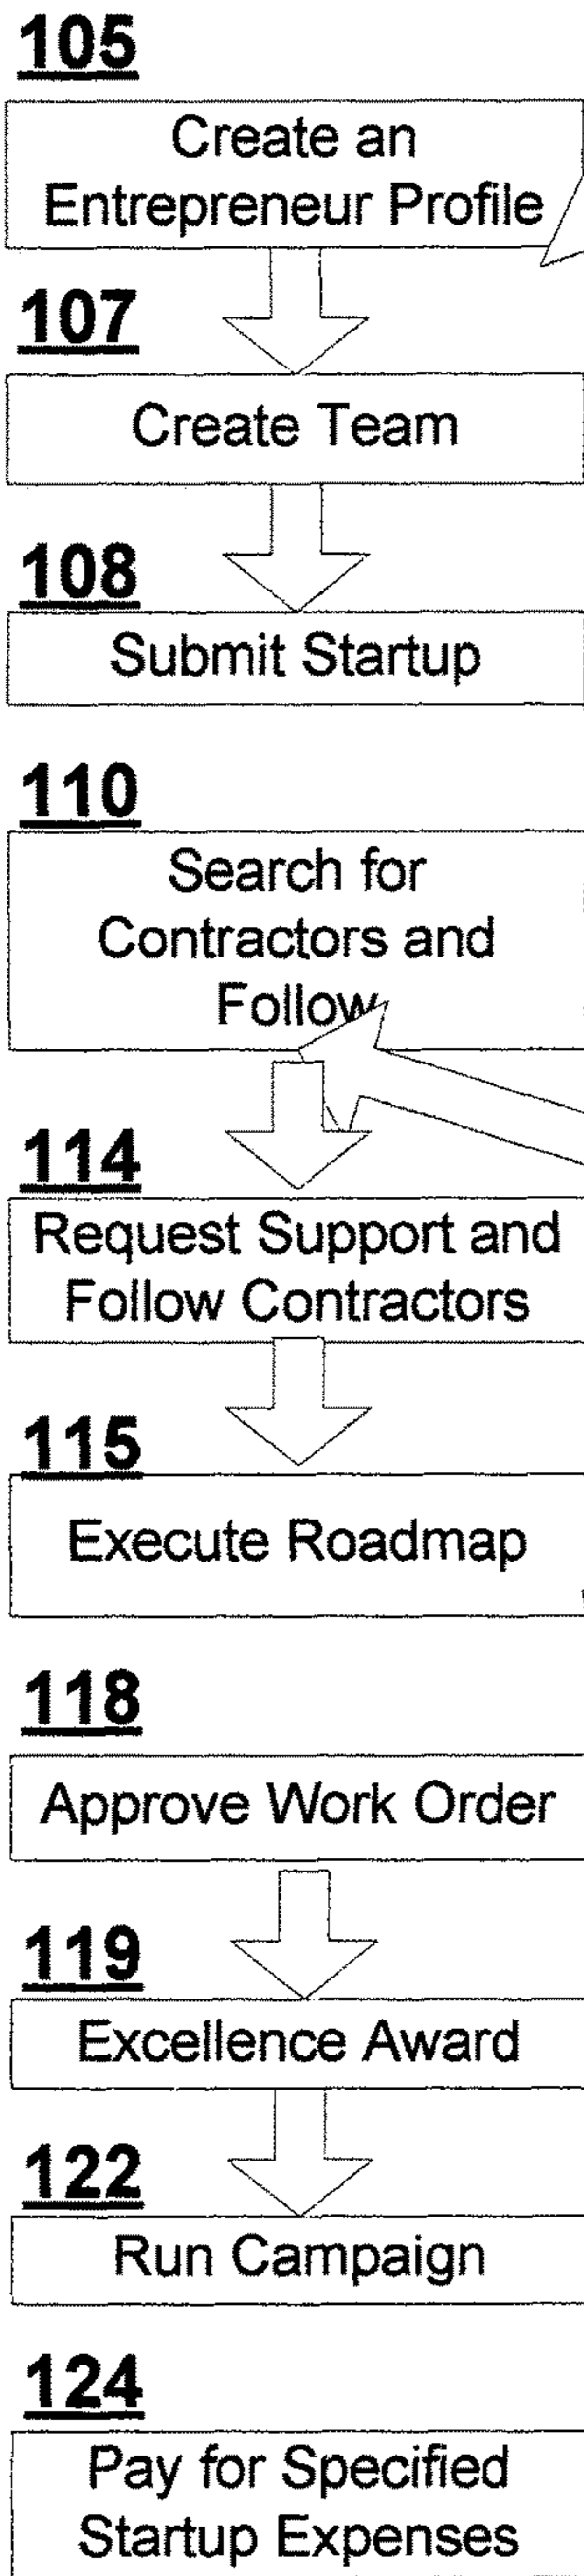 105
Create an
Entrepreneur Profile
107
Create Team
108
Submit Startup
110
Search for
Contractors and
Follow
114
Request Support and
Follow Contractors
115
Execute Roadmap
118
Approve Work Order
119
Excellence Award
122
Run Campaign
124
Pay for Specified
Startup Expenses